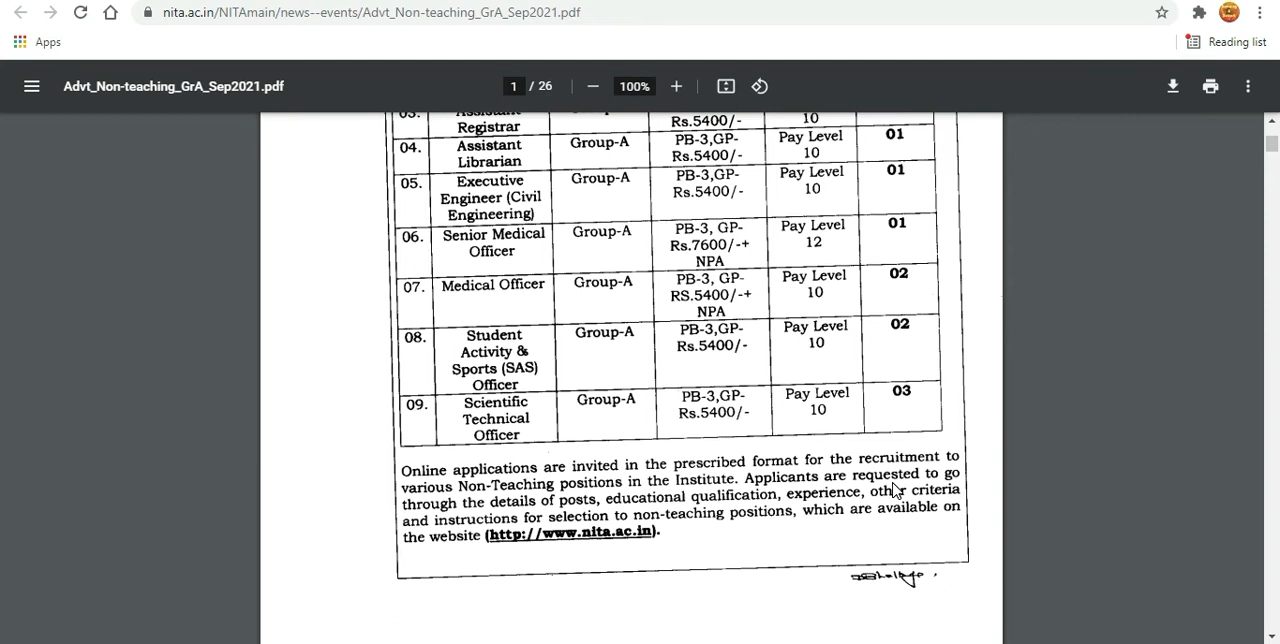 nita.ac.in/NITAmain/news--events/Advt_Non-teaching_GrA_Sep2021.pdf
Apps
Reading list
Advt_Non-teaching_GrA_Sep2021.pdf
1 / 26
100%
03. Assistant Registrar Rs.5400/- 10
04. Assistant Librarian Group-A PB-3,GP-Rs.5400/- Pay Level 10 01
05. Executive Engineer (Civil Engineering) Group-A PB-3,GP-Rs.5400/- Pay Level 10 01
06. Senior Medical Officer Group-A PB-3, GP-Rs.7600/-+ NPA Pay Level 12 01
07. Medical Officer Group-A PB-3, GP-RS.5400/-+ NPA Pay Level 10 02
08. Student Activity & Sports (SAS) Officer Group-A PB-3,GP-Rs.5400/- Pay Level 10 02
09. Scientific Technical Officer Group-A PB-3,GP-Rs.5400/- Pay Level 10 03
Online applications are invited in the prescribed format for the recruitment to
various Non-Teaching positions in the Institute. Applicants are requested to go
through the details of posts, educational qualification, experience, other criteria
and instructions for selection to non-teaching positions, which are available on
the website (http://www.nita.ac.in).